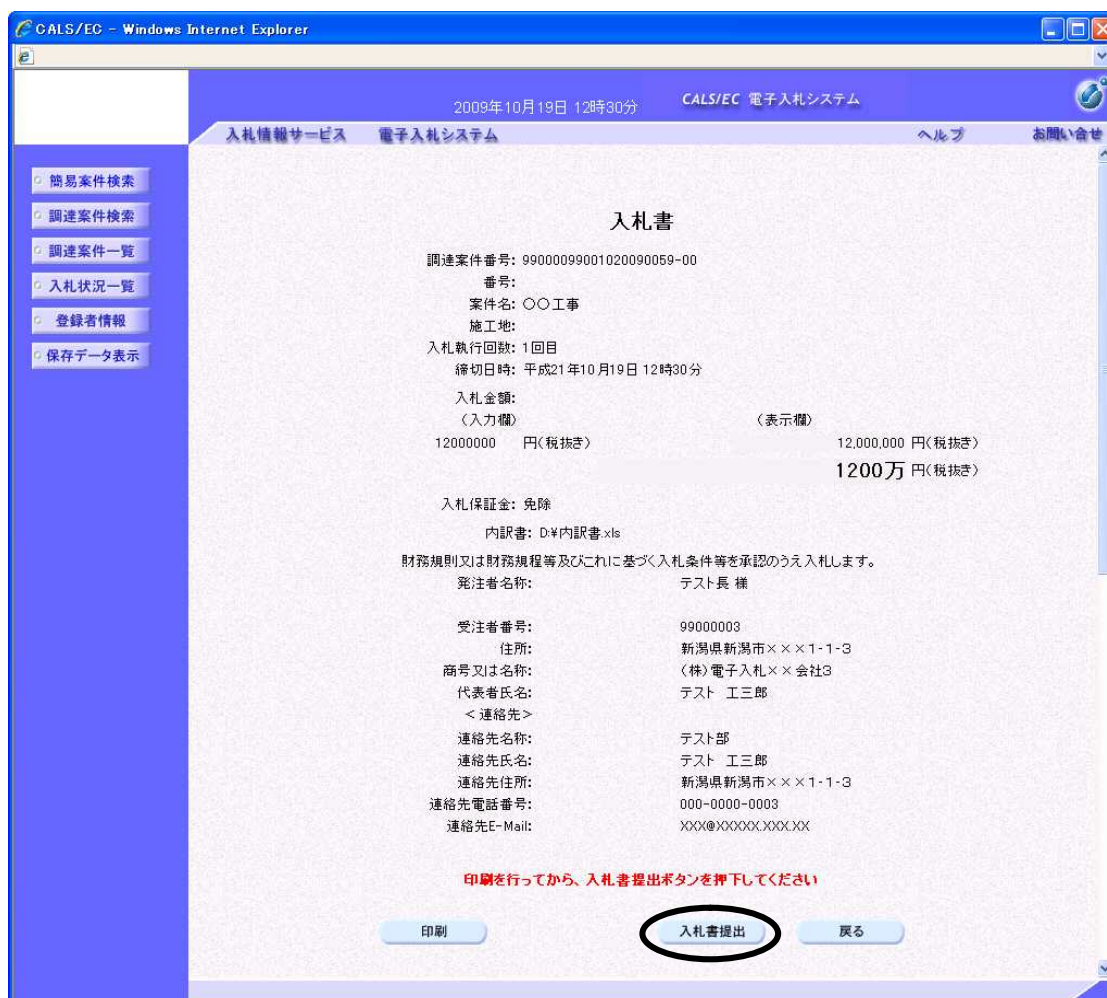 CALS/EC - Windows Internet Explorer
2009年10月19日 12時30分
CALS/EC 電子入札システム
入札情報サービス 電子入札システム ヘルプ お問い合せ
簡易案件検索
調達案件検索
調達案件一覧
入札状況一覧
登録者情報
保存データ表示
入札書
調達案件番号: 99000099001020090059-00
番号:
案件名: 〇〇工事
施工地:
入札執行回数: 1回目
締切日時: 平成21年10月19日 12時30分
入札金額:
(入力欄) (表示欄)
12000000 円(税抜き) 12,000,000 円(税抜き)
1200万 円(税抜き)
入札保証金: 免除
内訳書: D:¥内訳書.xls
財務規則又は財務規程等及びこれに基づく入札条件等を承認のうえ入札します。
発注者名称: テスト長 様
受注者番号: 99000003
住所: 新潟県新潟市×××1-1-3
商号又は名称: (株)電子入札××会社3
代表者氏名: テスト 工三郎
<連絡先>
連絡先名称: テスト部
連絡先氏名: テスト 工三郎
連絡先住所: 新潟県新潟市×××1-1-3
連絡先電話番号: 000-0000-0003
連絡先E-Mail: XXX@XXXXX.XXX.XX
印刷を行ってから、入札書提出ボタンを押下してください
印刷 入札書提出 戻る